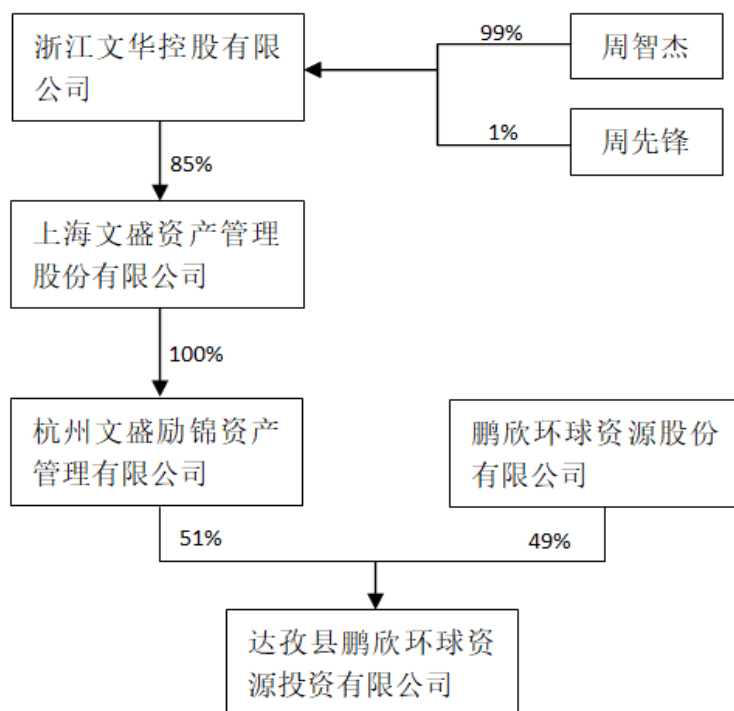 浙江文华控股有限
公司
99%
周智杰
1%
周先锋
85%
上海文盛资产管理
股份有限公司
100%
杭州文盛励锦资产
管理有限公司
鹏欣环球资源股份
有限公司
51%
49%
达孜县鹏欣环球资
源投资有限公司